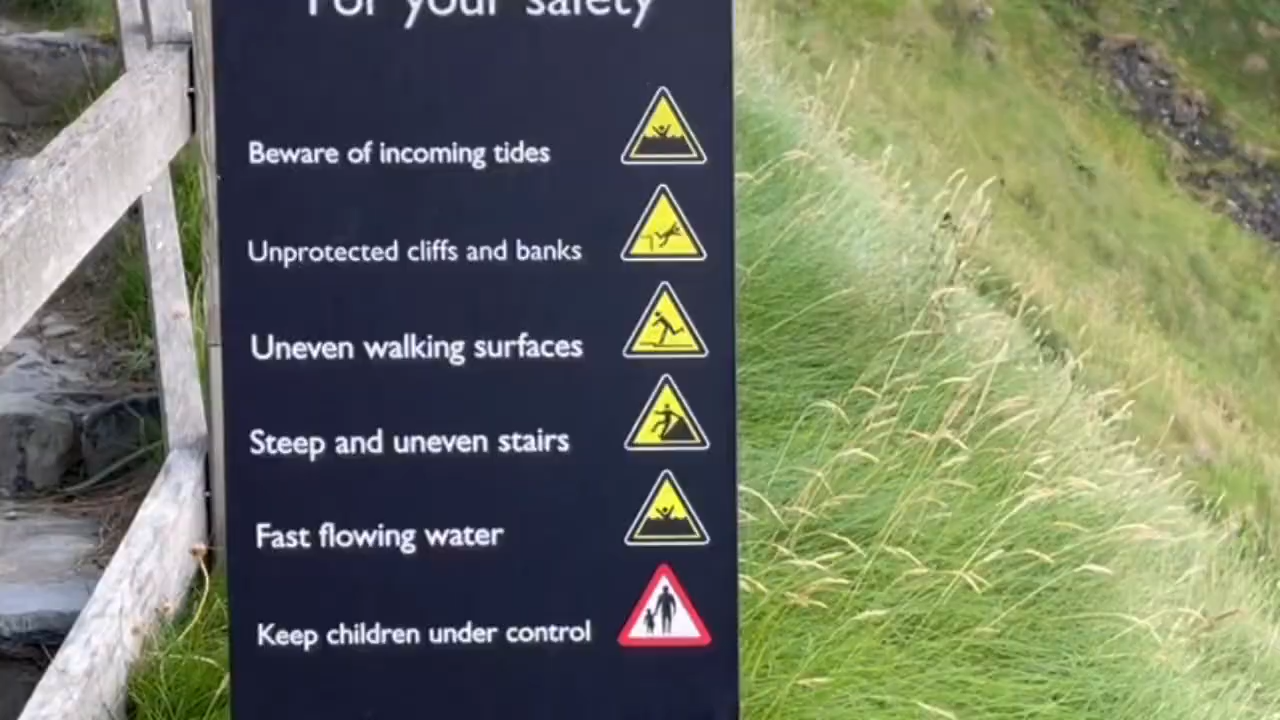 For your safety
Beware of incoming tides
Unprotected cliffs and banks
Uneven walking surfaces
Steep and uneven stairs
Fast flowing water
Keep children under control